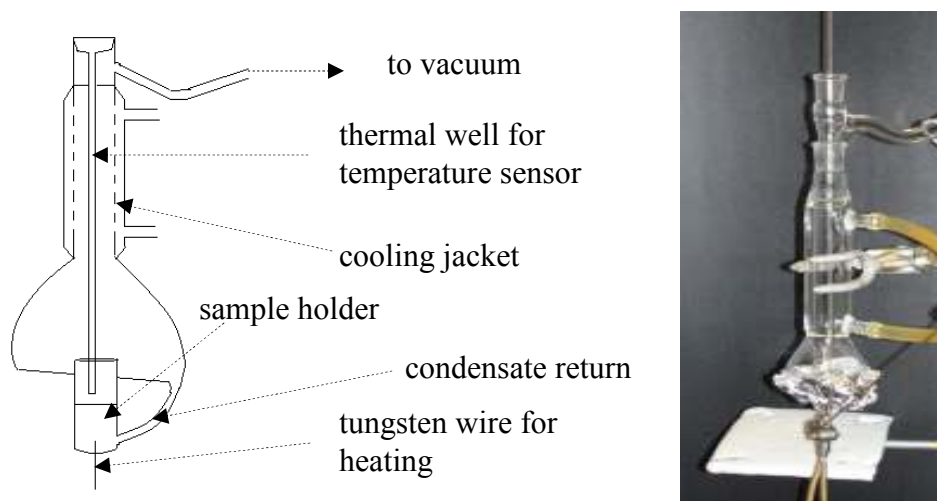 to vacuum
thermal well for
temperature sensor
cooling jacket
sample holder
condensate return
tungsten wire for
heating